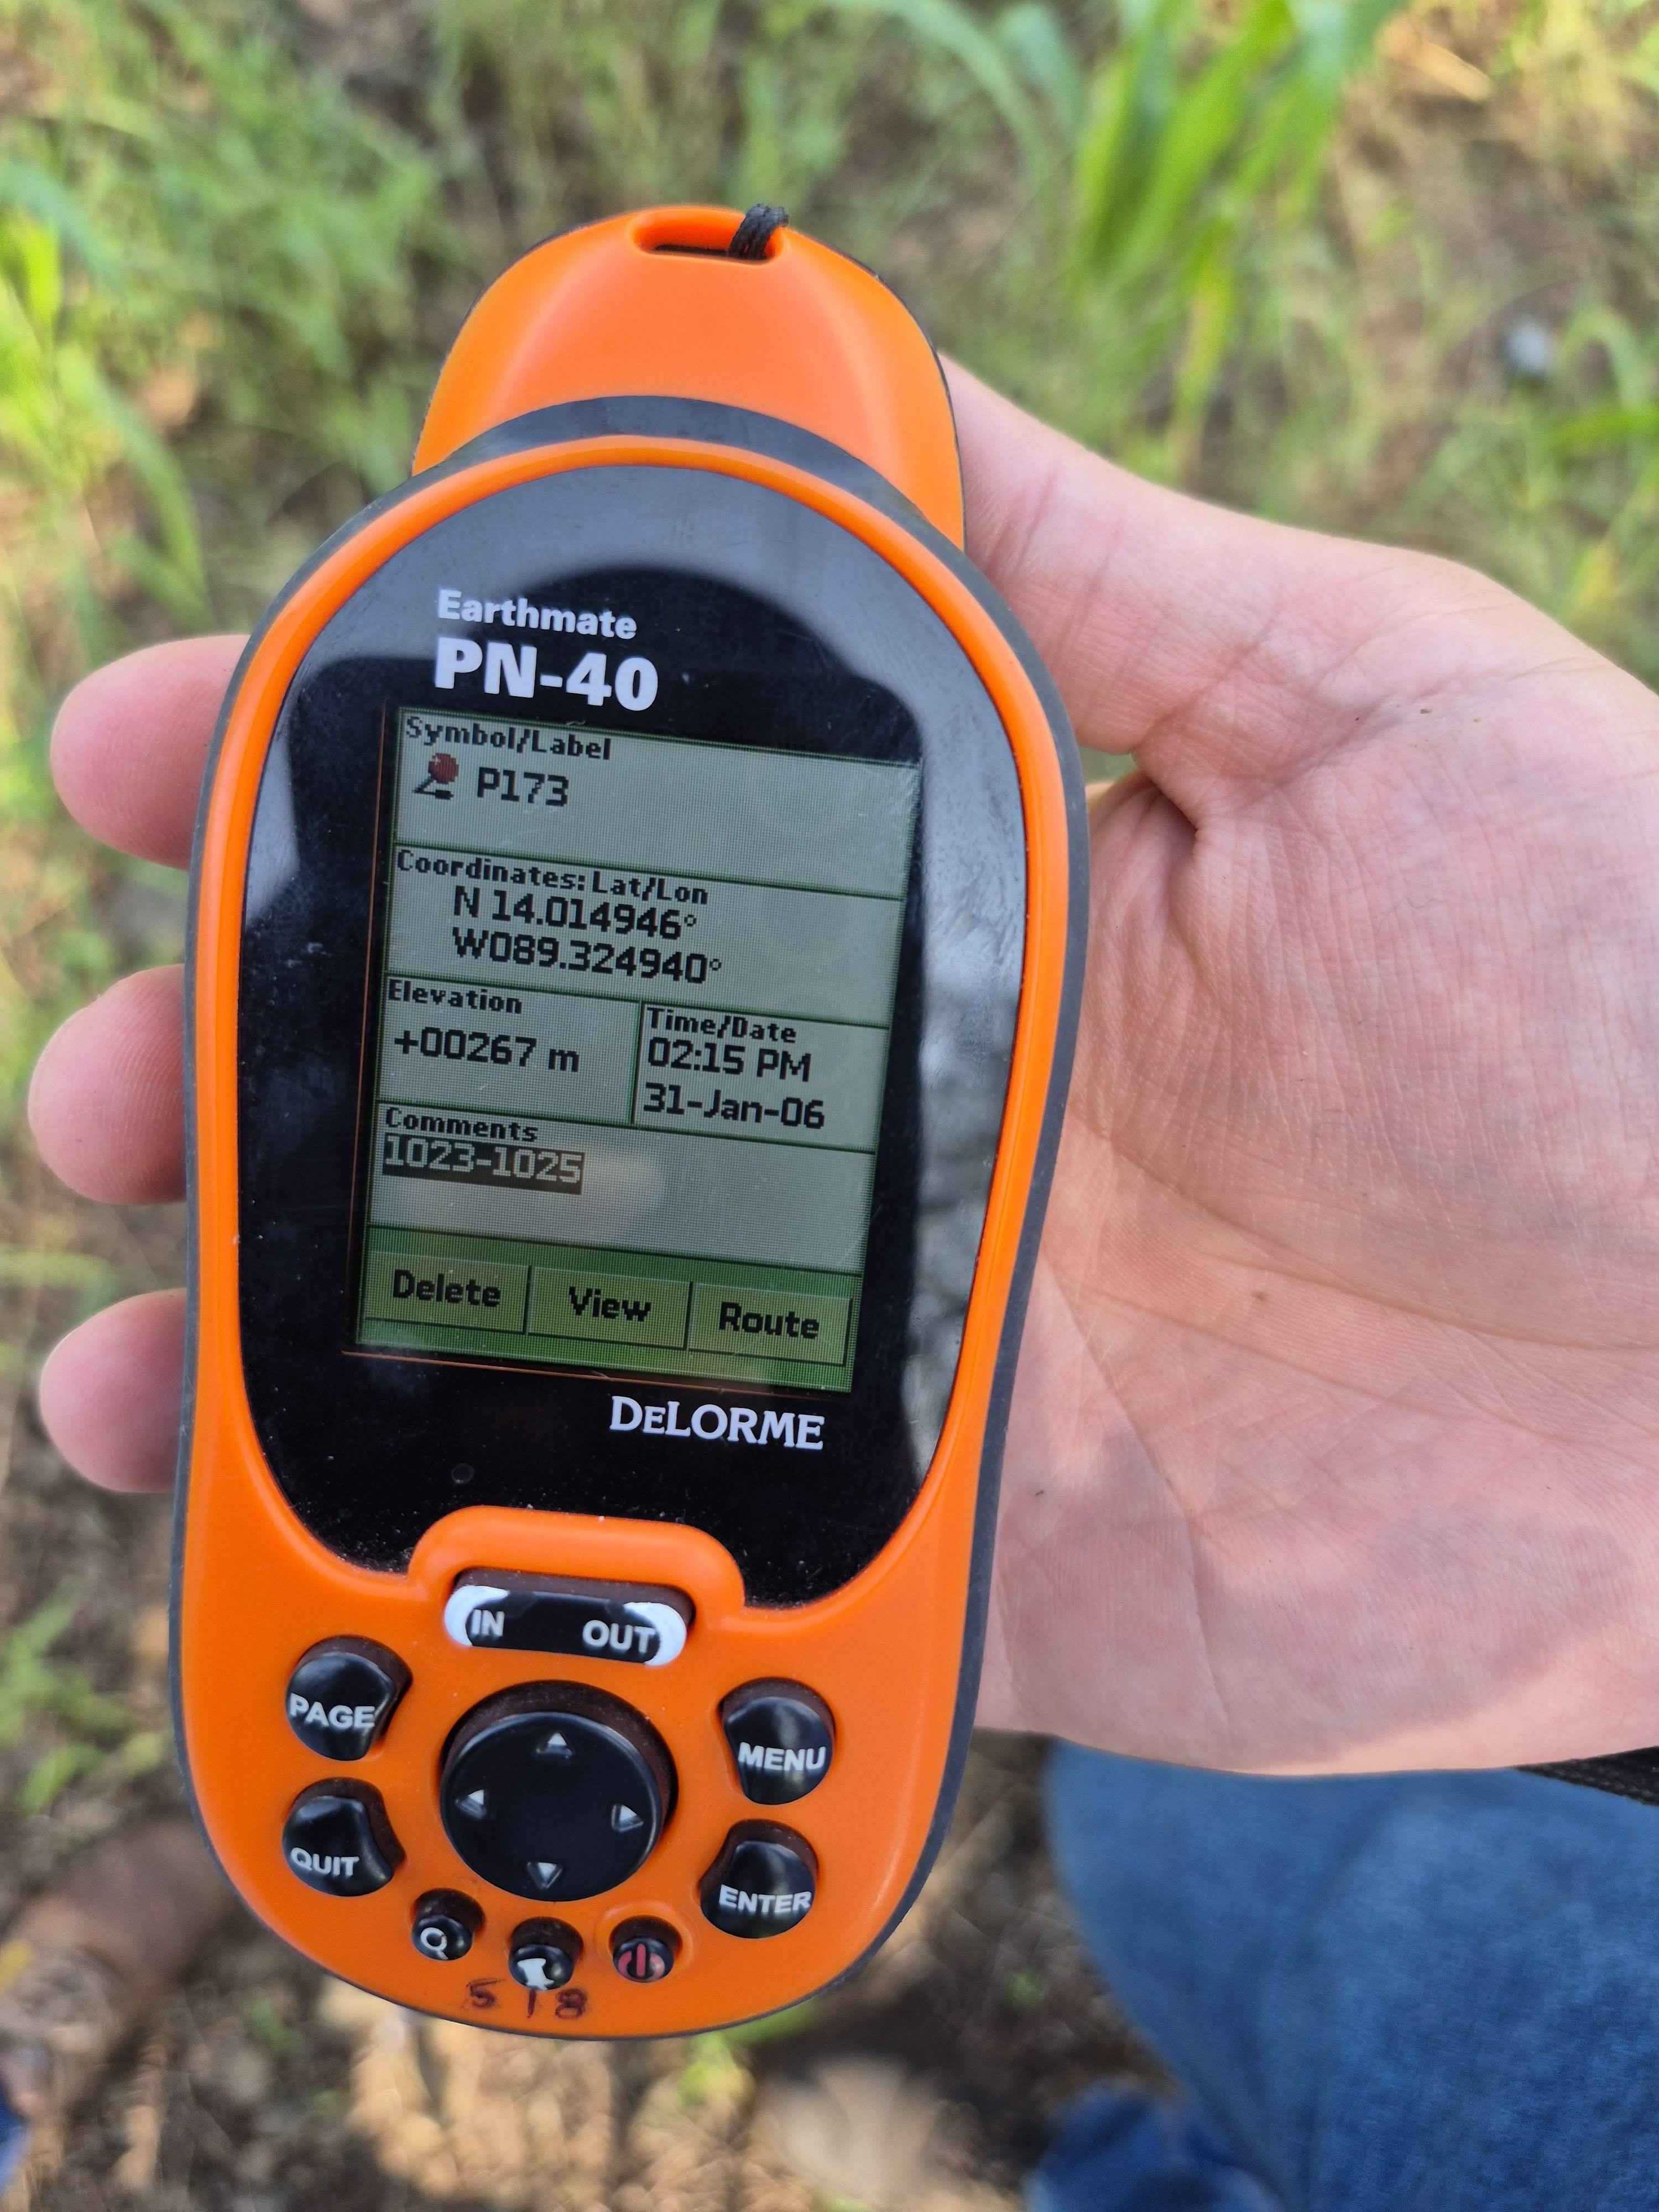 Earthmate
PN-40
Symbol/Label
P173
Coordinates: Lat/Lon
N 14.014946°
W089.324940°
Elevation
+00267 m
Time/Date
02:15 PM
31-Jan-06
Comments
1023-1025
Delete View Route
DELORME
IN OUT
PAGE
MENU
QUIT
ENTER
518